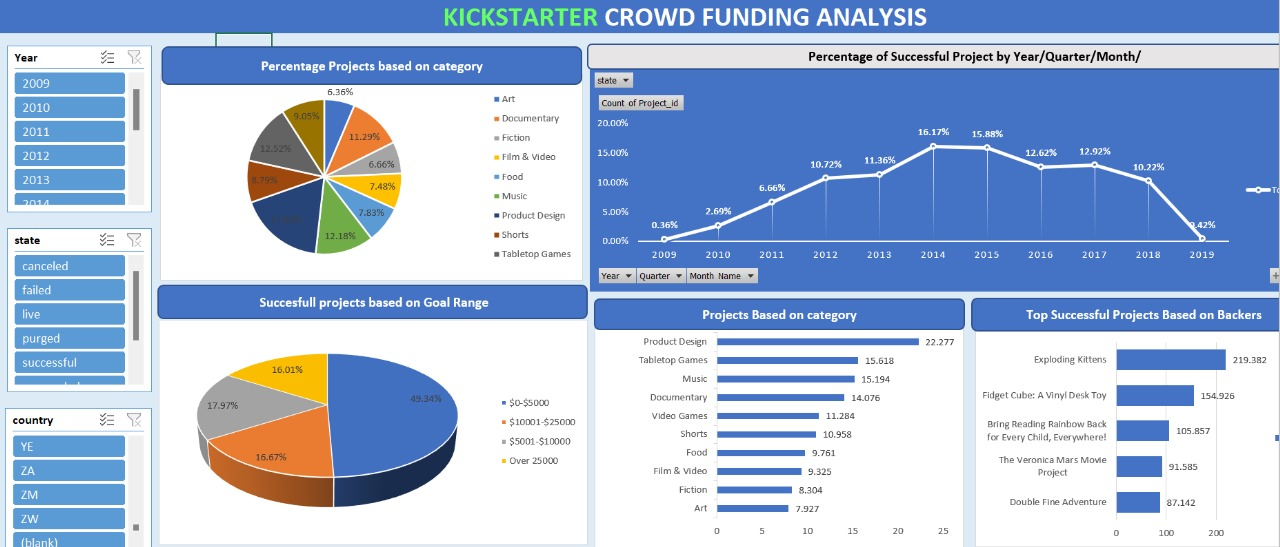 KICKSTARTER CROWD FUNDING ANALYSIS
Year
2009
2010
2011
2012
2013
2014
state
canceled
failed
live
purged
successful
country
YE
ZA
ZM
ZW
(blank)
Percentage Projects based on category
6.36%
11.29%
6.66%
7.48%
7.83%
12.18%
8.79%
12.52%
9.05%
Art
Documentary
Fiction
Film & Video
Food
Music
Product Design
Shorts
Tabletop Games
Percentage of Successful Project by Year/Quarter/Month/
state
Count of Project_id
20.00%
15.00%
10.00%
5.00%
0.00%
0.36%
2.69%
6.66%
10.72%
11.36%
16.17%
15.88%
12.62%
12.92%
10.22%
0.42%
2009 2010 2011 2012 2013 2014 2015 2016 2017 2018 2019
Year Quarter Month Name
Succesfull projects based on Goal Range
49.34%
16.67%
17.97%
16.01%
$0-$5000
$10001-$25000
$5001-$10000
Over 25000
Projects Based on category
Product Design 22.277
Tabletop Games 15.618
Music 15.194
Documentary 14.076
Video Games 11.284
Shorts 10.958
Food 9.761
Film & Video 9.325
Fiction 8.304
Art 7.927
0 5 10 15 20 25
Top Successful Projects Based on Backers
Exploding Kittens 219.382
Fidget Cube: A Vinyl Desk Toy 154.926
Bring Reading Rainbow Back
for Every Child, Everywhere! 105.857
The Veronica Mars Movie
Project 91.585
Double Fine Adventure 87.142
0 100 200